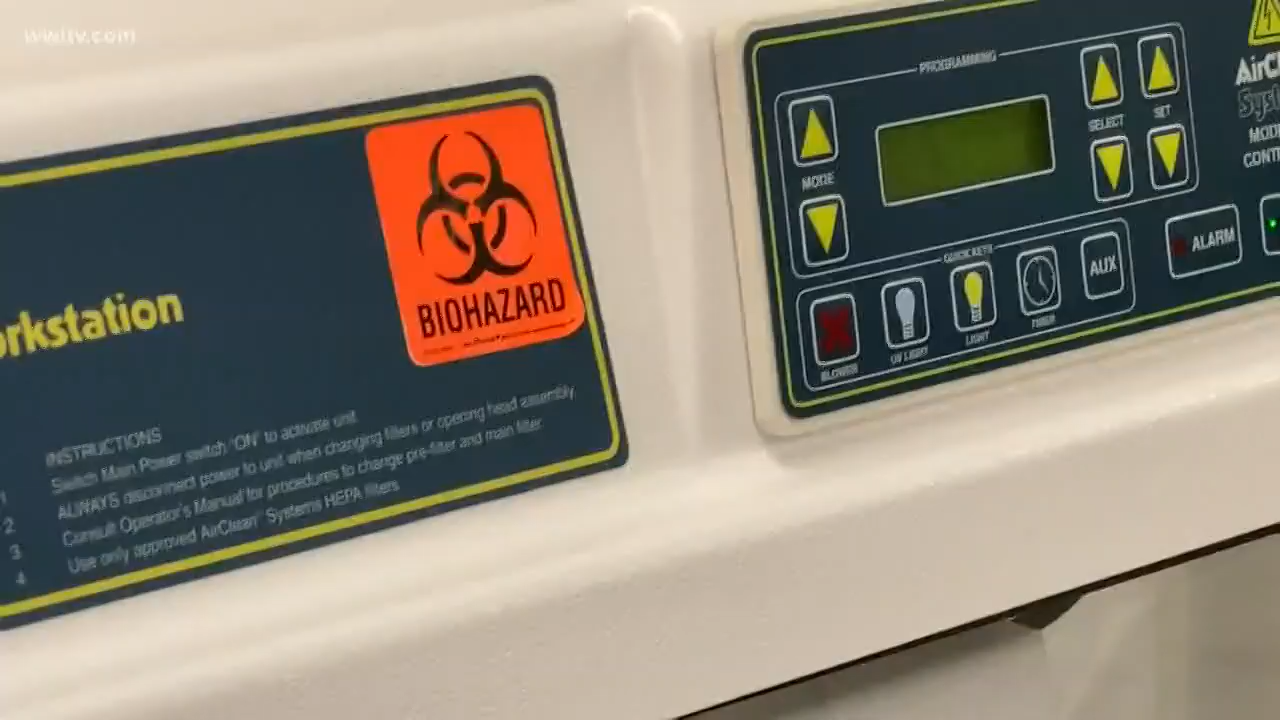 wwltv.com
orkstation
BIOHAZARD
INSTRUCTIONS
1 Switch Main Power switch "ON" to activate unit
2 ALWAYS disconnect power to unit when changing filters or opening head assembly.
3 Consult Operator's Manual for procedures to change pre-filter and main filter.
4 Use only approved AirClean Systems HEPA filters
PROGRAMMING
MODE
SELECT
SET
QUICK KEYS
BLOWER
UV LIGHT
LIGHT
TIMER
AUX
ALARM
AirCl
Syst
MOD
CONT